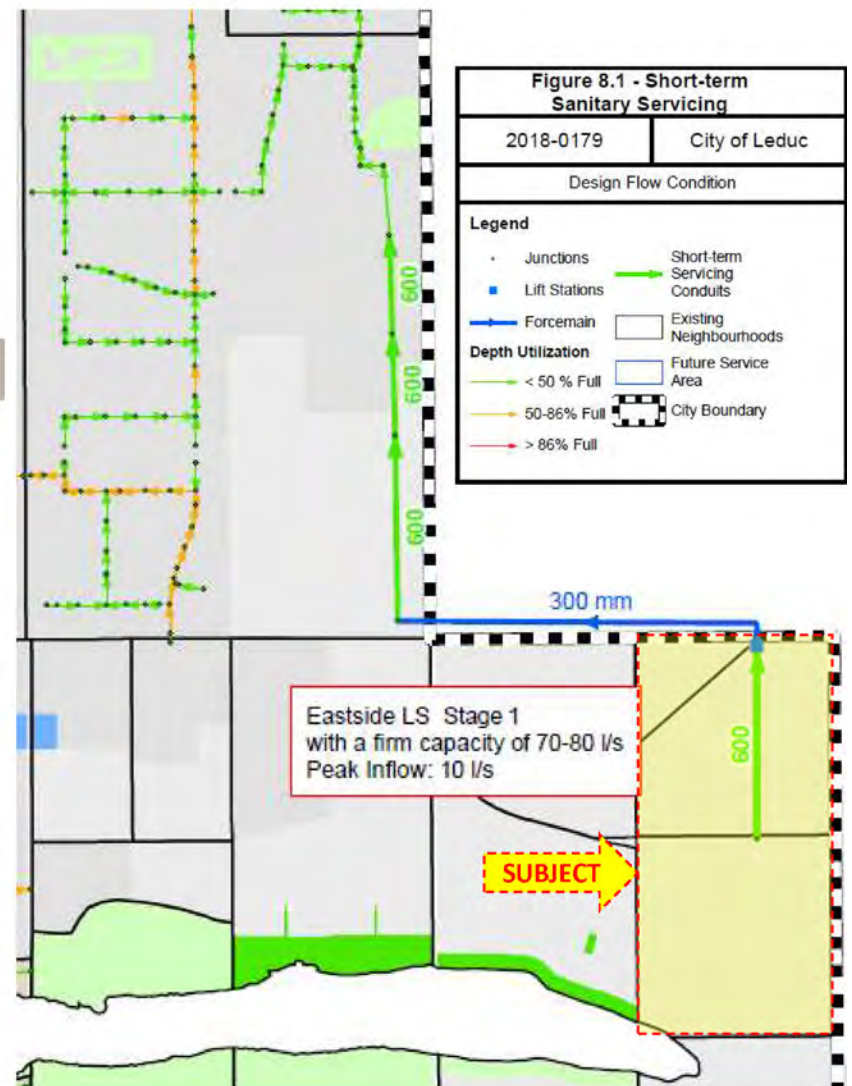 Figure 8.1 - Short-term
Sanitary Servicing
2018-0179
City of Leduc
Design Flow Condition
Legend
Junctions
Lift Stations
Forcemain
Short-term
Servicing
Conduits
Existing
Neighbourhoods
Future Service
Area
City Boundary
Depth Utilization
< 50 % Full
50-86% Full
> 86% Full
600
600
600
300 mm
Eastside LS Stage 1
with a firm capacity of 70-80 l/s
Peak Inflow: 10 l/s
600
SUBJECT